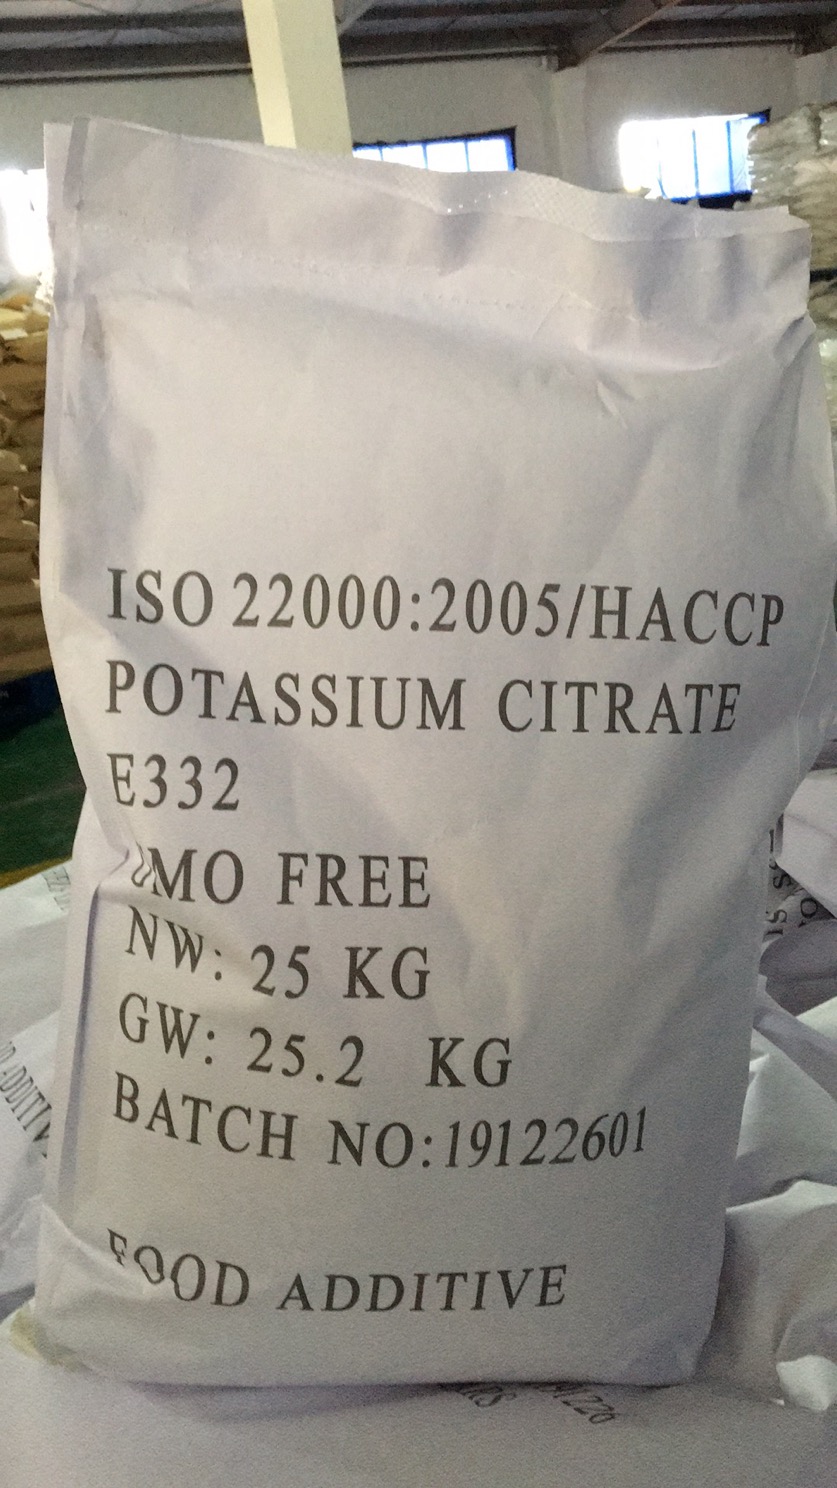 ISO 22000:2005/HACCP
POTASSIUM CITRATE
E332
GMO FREE
NW: 25 KG
GW: 25.2 KG
BATCH NO:19122601
FOOD ADDITIVE